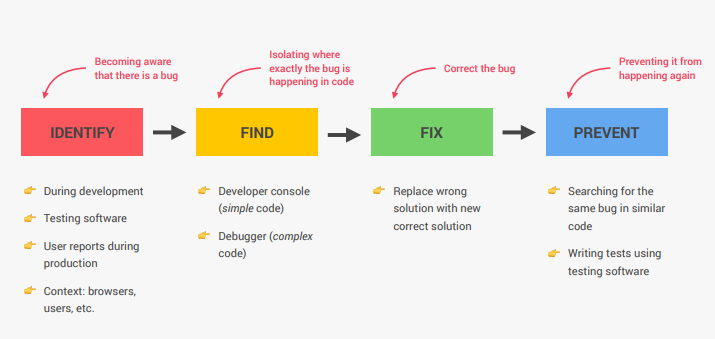 Becoming aware
that there is a bug
Isolating where
exactly the bug is
happening in code
Correct the bug
Preventing it from
happening again
IDENTIFY
FIND
FIX
PREVENT
During development
Testing software
User reports during
production
Context: browsers,
users, etc.
Developer console
(simple code)
Debugger (complex
code)
Replace wrong
solution with new
correct solution
Searching for the
same bug in similar
code
Writing tests using
testing software